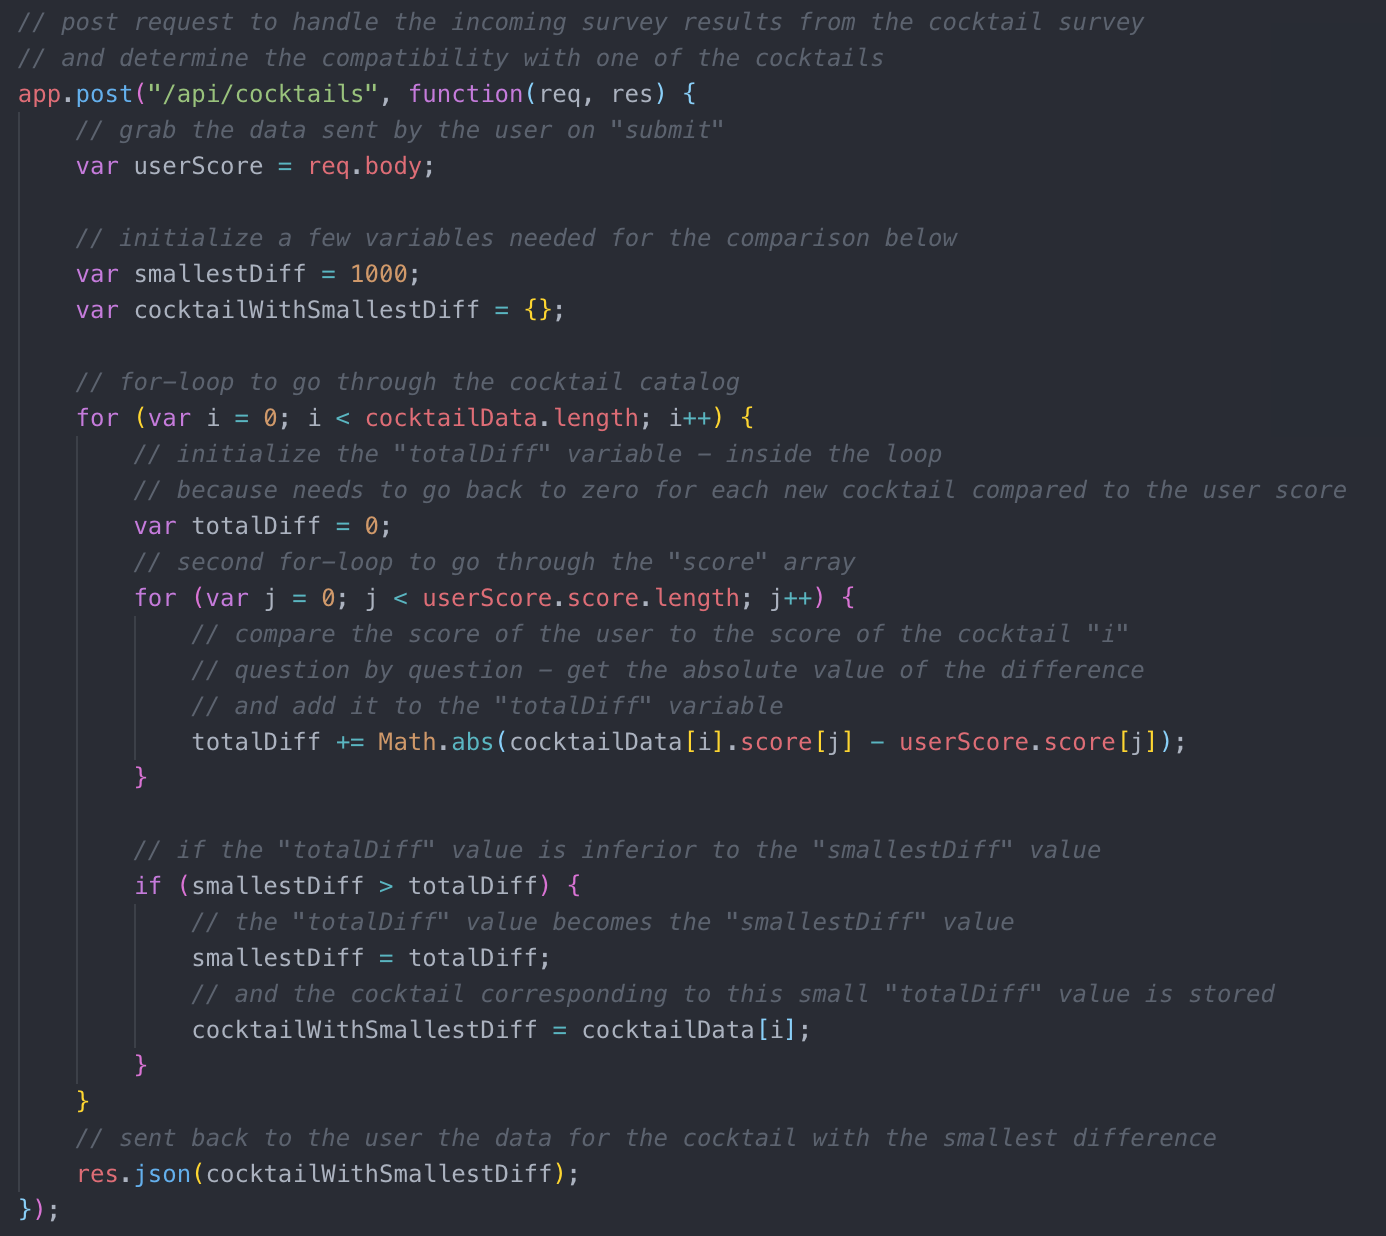 // post request to handle the incoming survey results from the cocktail survey
// and determine the compatibility with one of the cocktails
app.post("/api/cocktails", function(req, res) {
    // grab the data sent by the user on "submit"
    var userScore = req.body;

    // initialize a few variables needed for the comparison below
    var smallestDiff = 1000;
    var cocktailWithSmallestDiff = {};

    // for-loop to go through the cocktail catalog
    for (var i = 0; i < cocktailData.length; i++) {
        // initialize the "totalDiff" variable - inside the loop
        // because needs to go back to zero for each new cocktail compared to the user score
        var totalDiff = 0;
        // second for-loop to go through the "score" array
        for (var j = 0; j < userScore.score.length; j++) {
            // compare the score of the user to the score of the cocktail "i"
            // question by question - get the absolute value of the difference
            // and add it to the "totalDiff" variable
            totalDiff += Math.abs(cocktailData[i].score[j] - userScore.score[j]);
        }

        // if the "totalDiff" value is inferior to the "smallestDiff" value
        if (smallestDiff > totalDiff) {
            // the "totalDiff" value becomes the "smallestDiff" value
            smallestDiff = totalDiff;
            // and the cocktail corresponding to this small "totalDiff" value is stored
            cocktailWithSmallestDiff = cocktailData[i];
        }
    }
    // sent back to the user the data for the cocktail with the smallest difference
    res.json(cocktailWithSmallestDiff);
});